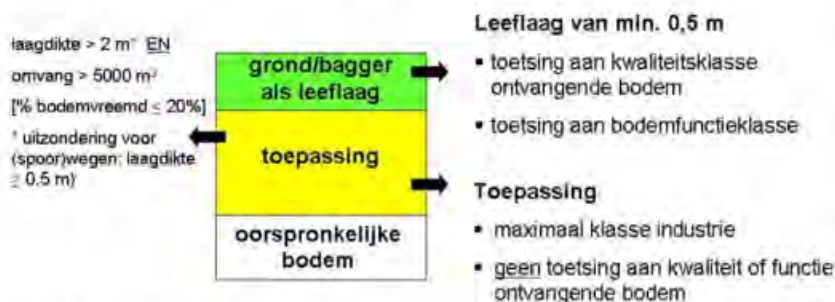 laagdikte > 2 m* EN
omvang > 5000 m³
[% bodemvreemd ≤ 20%]
* uitzondering voor
(spoor)wegen: laagdikte
≥ 0,5 m)
grond/bagger
als leeflaag
toepassing
oorspronkelijke
bodem
Leeflaag van min. 0,5 m
▪ toetsing aan kwaliteitsklasse
ontvangende bodem
▪ toetsing aan bodemfunctieklasse
Toepassing
▪ maximaal klasse industrie
▪ geen toetsing aan kwaliteit of functie
ontvangende bodem